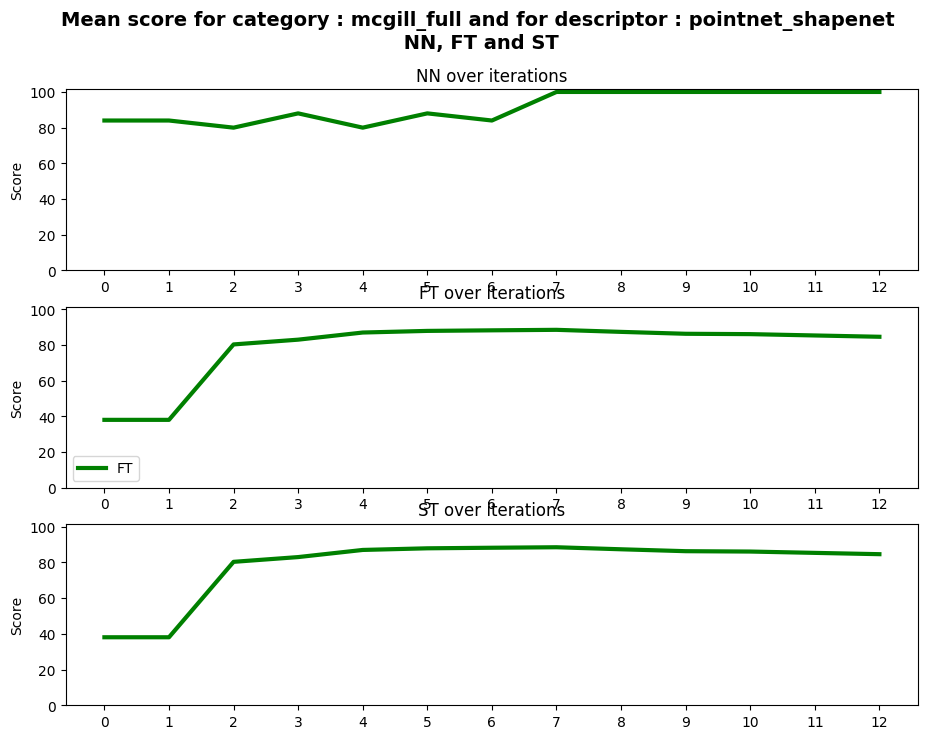 Mean score for category : mcgill_full and for descriptor : pointnet_shapenet
NN, FT and ST
NN over iterations
100
80
60
40
20
0
Score
0 1 2 3 4 5 6 7 8 9 10 11 12
FT over iterations
100
80
60
40
20
0
Score
FT
0 1 2 3 4 5 6 7 8 9 10 11 12
ST over iterations
100
80
60
40
20
0
Score
0 1 2 3 4 5 6 7 8 9 10 11 12